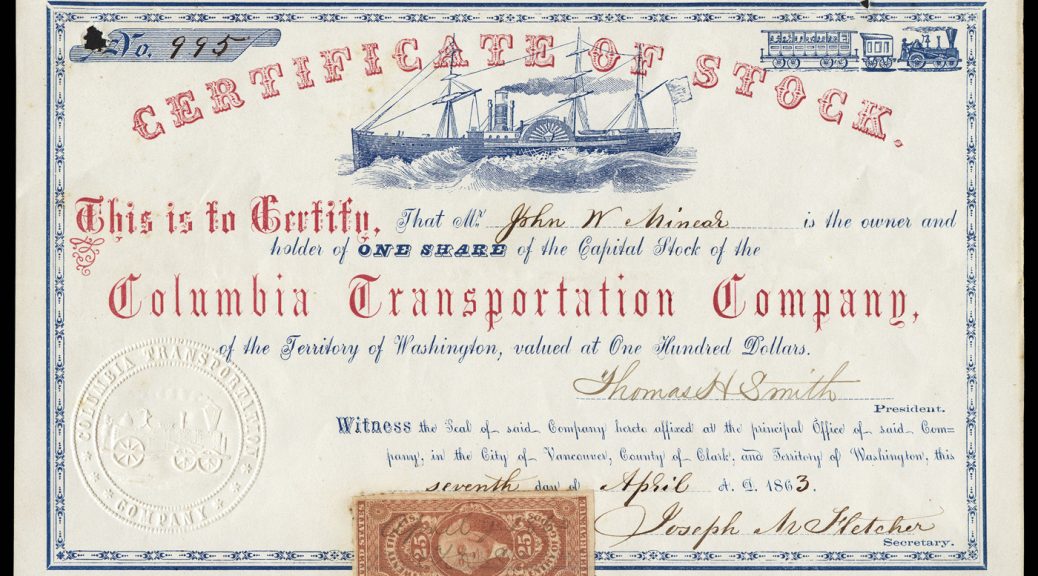 No. 995
CERTIFICATE OF STOCK.
This is to Certify, That Mr. John W Minear is the owner and
holder of ONE SHARE of the Capital Stock of the
Columbia Transportation Company,
of the Territory of Washington, valued at One Hundred Dollars.
Thomas H Smith
President.
Witness the Seal of said Company hereto affixed at the principal Office of said Com=
pany, in the City of Vancouver, County of Clark, and Territory of Washington, this
seventh day of April A. D. 1863.
Joseph M Fletcher
Secretary.
COLUMBIA TRANSPORTATION
COMPANY
25 25